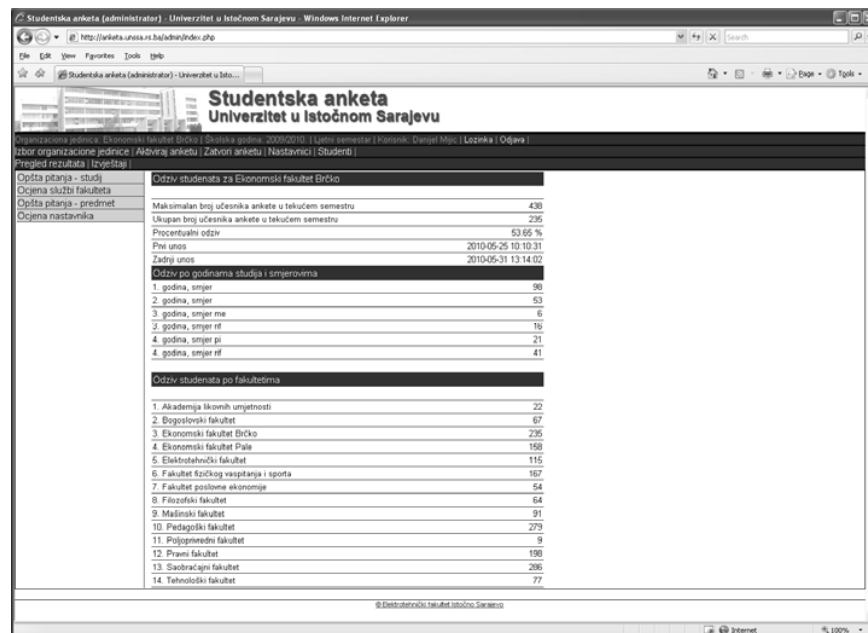 Studentska anketa (administrator) - Univerzitet u Istočnom Sarajevu - Windows Internet Explorer
http://anketa.unssa.rs.ba/admin/index.php
Search
File Edit View Favorites Tools Help
Studentska anketa (administrator) - Univerzitet u Isto...
Page Tools
Studentska anketa
Univerzitet u Istočnom Sarajevu
Organizaciona jedinica: Ekonomski fakultet Brčko | Školska godina: 2009/2010. | Ljetni semestar | Korisnik: Danijel Mijic | Lozinka | Odjava |
Izbor organizacione jedinice | Aktiviraj anketu | Zatvori anketu | Nastavnici | Studenti |
Pregled rezultata | Izvještaji |
Opšta pitanja - studij
Ocjena službi fakulteta
Opšta pitanja - predmet
Ocjena nastavnika
Odziv studenata za Ekonomski fakultet Brčko
Maksimalan broj učesnika ankete u tekućem semestru 438
Ukupan broj učesnika ankete u tekućem semestru 235
Procentualni odziv 53.65 %
Prvi unos 2010-05-25 10:10:31
Zadnji unos 2010-05-31 13:14:02
Odziv po godinama studija i smjerovima
1. godina, smjer 98
2. godina, smjer 53
3. godina, smjer me 6
3. godina, smjer rif 16
4. godina, smjer pi 21
4. godina, smjer rif 41
Odziv studenata po fakultetima
1. Akademija likovnih umjetnosti 22
2. Bogoslovski fakultet 67
3. Ekonomski fakultet Brčko 235
4. Ekonomski fakultet Pale 158
5. Elektrotehnički fakultet 115
6. Fakultet fizičkog vaspitanja i sporta 167
7. Fakultet poslovne ekonomije 54
8. Filozofski fakultet 64
9. Mašinski fakultet 91
10. Pedagoški fakultet 279
11. Poljoprivredni fakultet 9
12. Pravni fakultet 198
13. Saobraćajni fakultet 286
14. Tehnološki fakultet 77
© Elektrotehnički fakultet Istočno Sarajevo
Internet 100%